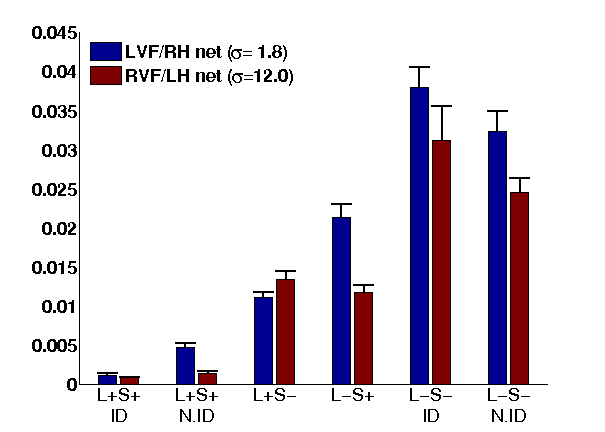 0.045
0.04
0.035
0.03
0.025
0.02
0.015
0.01
0.005
0
LVF/RH net (σ= 1.8)
RVF/LH net (σ=12.0)
L+S+ L+S+ L+S− L−S+ L−S− L−S−
ID N.ID ID N.ID